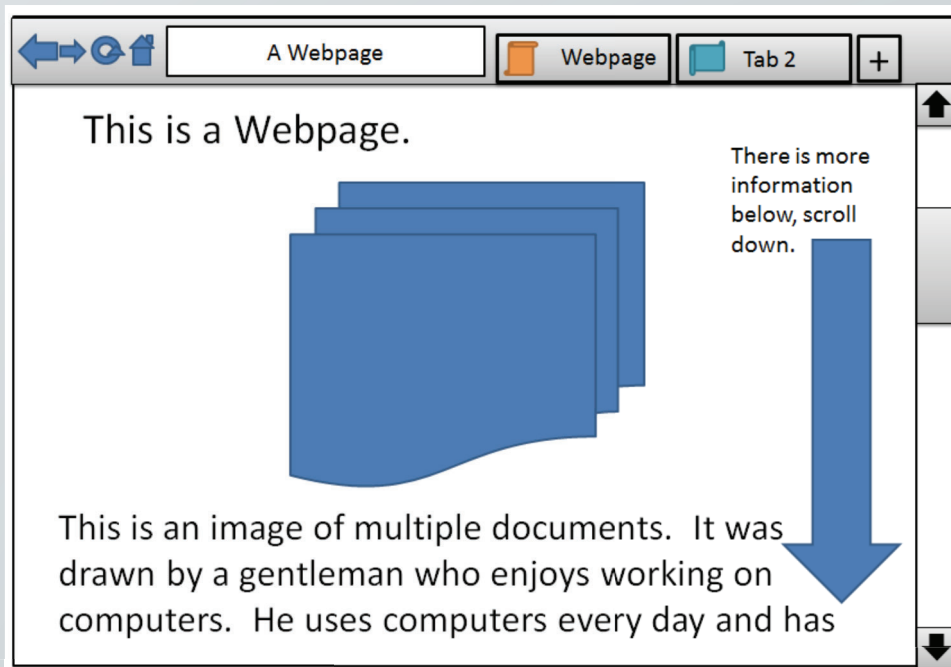 A Webpage
Webpage
Tab 2
+
This is a Webpage.
There is more
information
below, scroll
down.
This is an image of multiple documents.  It was
drawn by a gentleman who enjoys working on
computers.  He uses computers every day and has